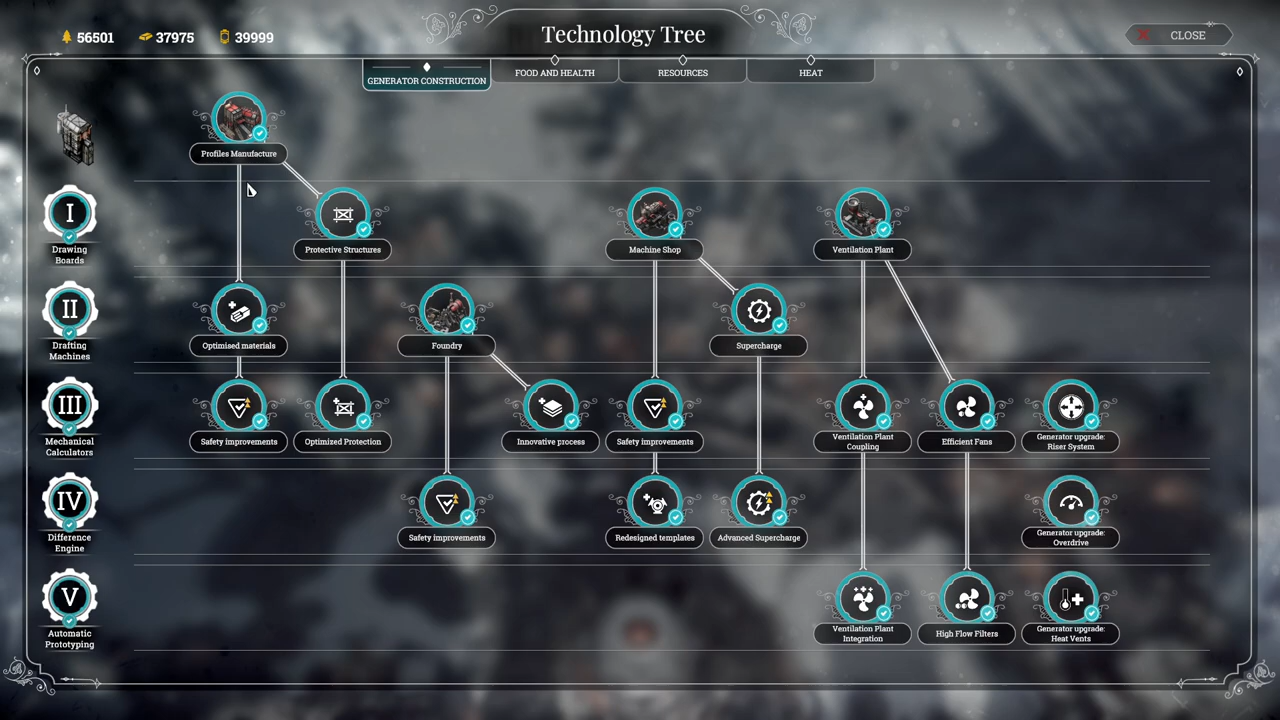 56501 37975 39999
Technology Tree
CLOSE
GENERATOR CONSTRUCTION FOOD AND HEALTH RESOURCES HEAT
Profiles Manufacture
I
Drawing
Boards
Protective Structures
Machine Shop
Ventilation Plant
II
Drafting
Machines
Optimised materials
Foundry
Supercharge
III
Mechanical
Calculators
Safety improvements
Optimized Protection
Innovative process
Safety improvements
Ventilation Plant
Coupling
Efficient Fans
Generator upgrade:
Riser System
IV
Difference
Engine
Safety improvements
Redesigned templates
Advanced Supercharge
Generator upgrade:
Overdrive
V
Automatic
Prototyping
Ventilation Plant
Integration
High Flow Filters
Generator upgrade:
Heat Vents